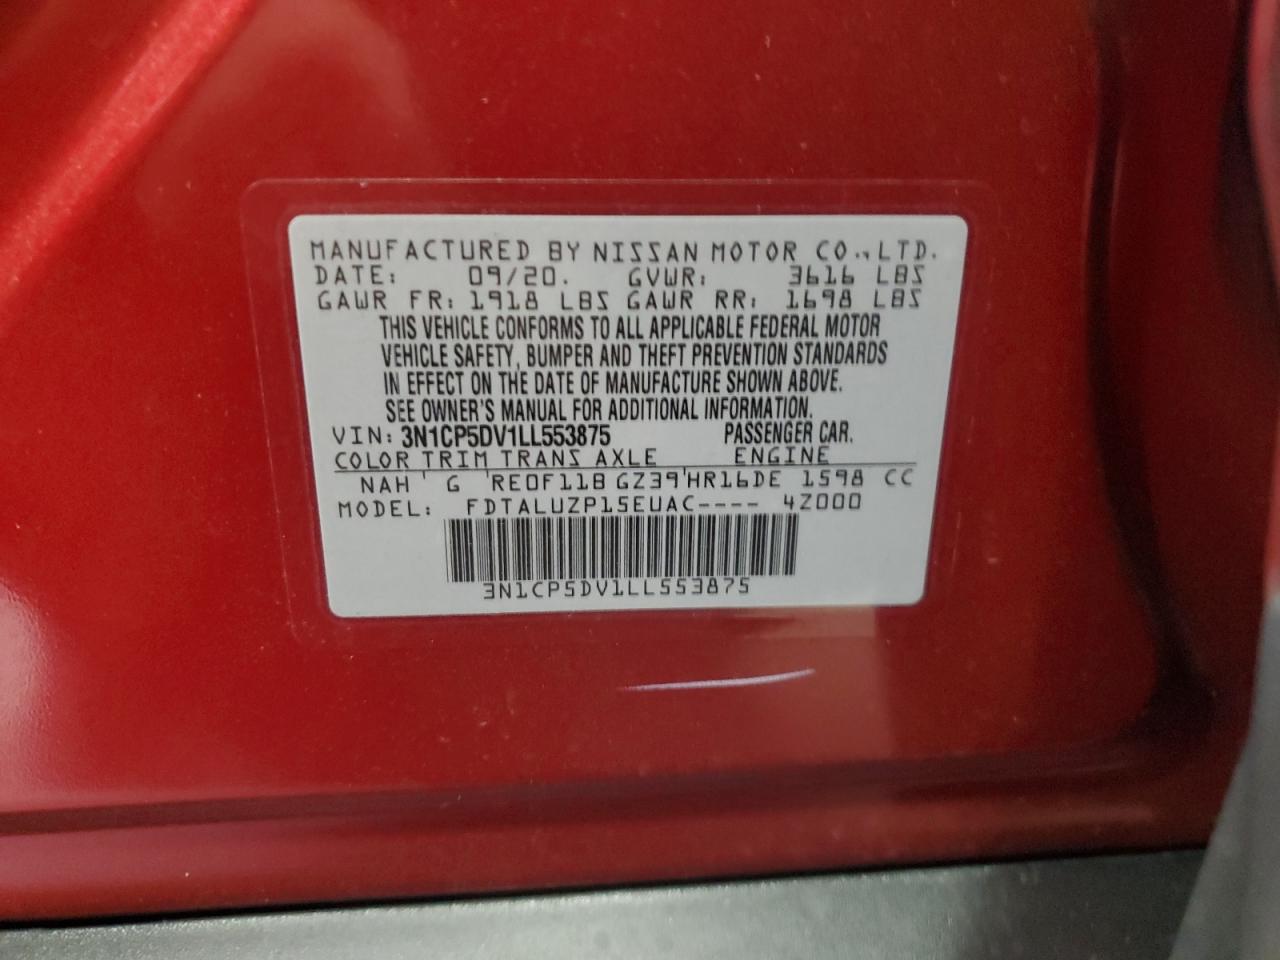 MANUFACTURED BY NISSAN MOTOR CO., LTD.
DATE: 09/20. GVWR: 3616 LBS
GAWR FR: 1918 LBS GAWR RR: 1698 LBS
THIS VEHICLE CONFORMS TO ALL APPLICABLE FEDERAL MOTOR
VEHICLE SAFETY, BUMPER AND THEFT PREVENTION STANDARDS
IN EFFECT ON THE DATE OF MANUFACTURE SHOWN ABOVE.
SEE OWNER'S MANUAL FOR ADDITIONAL INFORMATION.
VIN: 3N1CP5DV1LL553875 PASSENGER CAR.
COLOR TRIM TRANS AXLE ENGINE
NAH ' G 'RE0F11B GZ39'HR16DE 1598 CC
MODEL: FDTALUZP15EUAC---- 4Z000
3N1CP5DV1LL553875